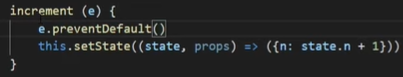 increment (e) {
e.preventDefault()
this.setState((state, props) => ({n: state.n + 1}))
}